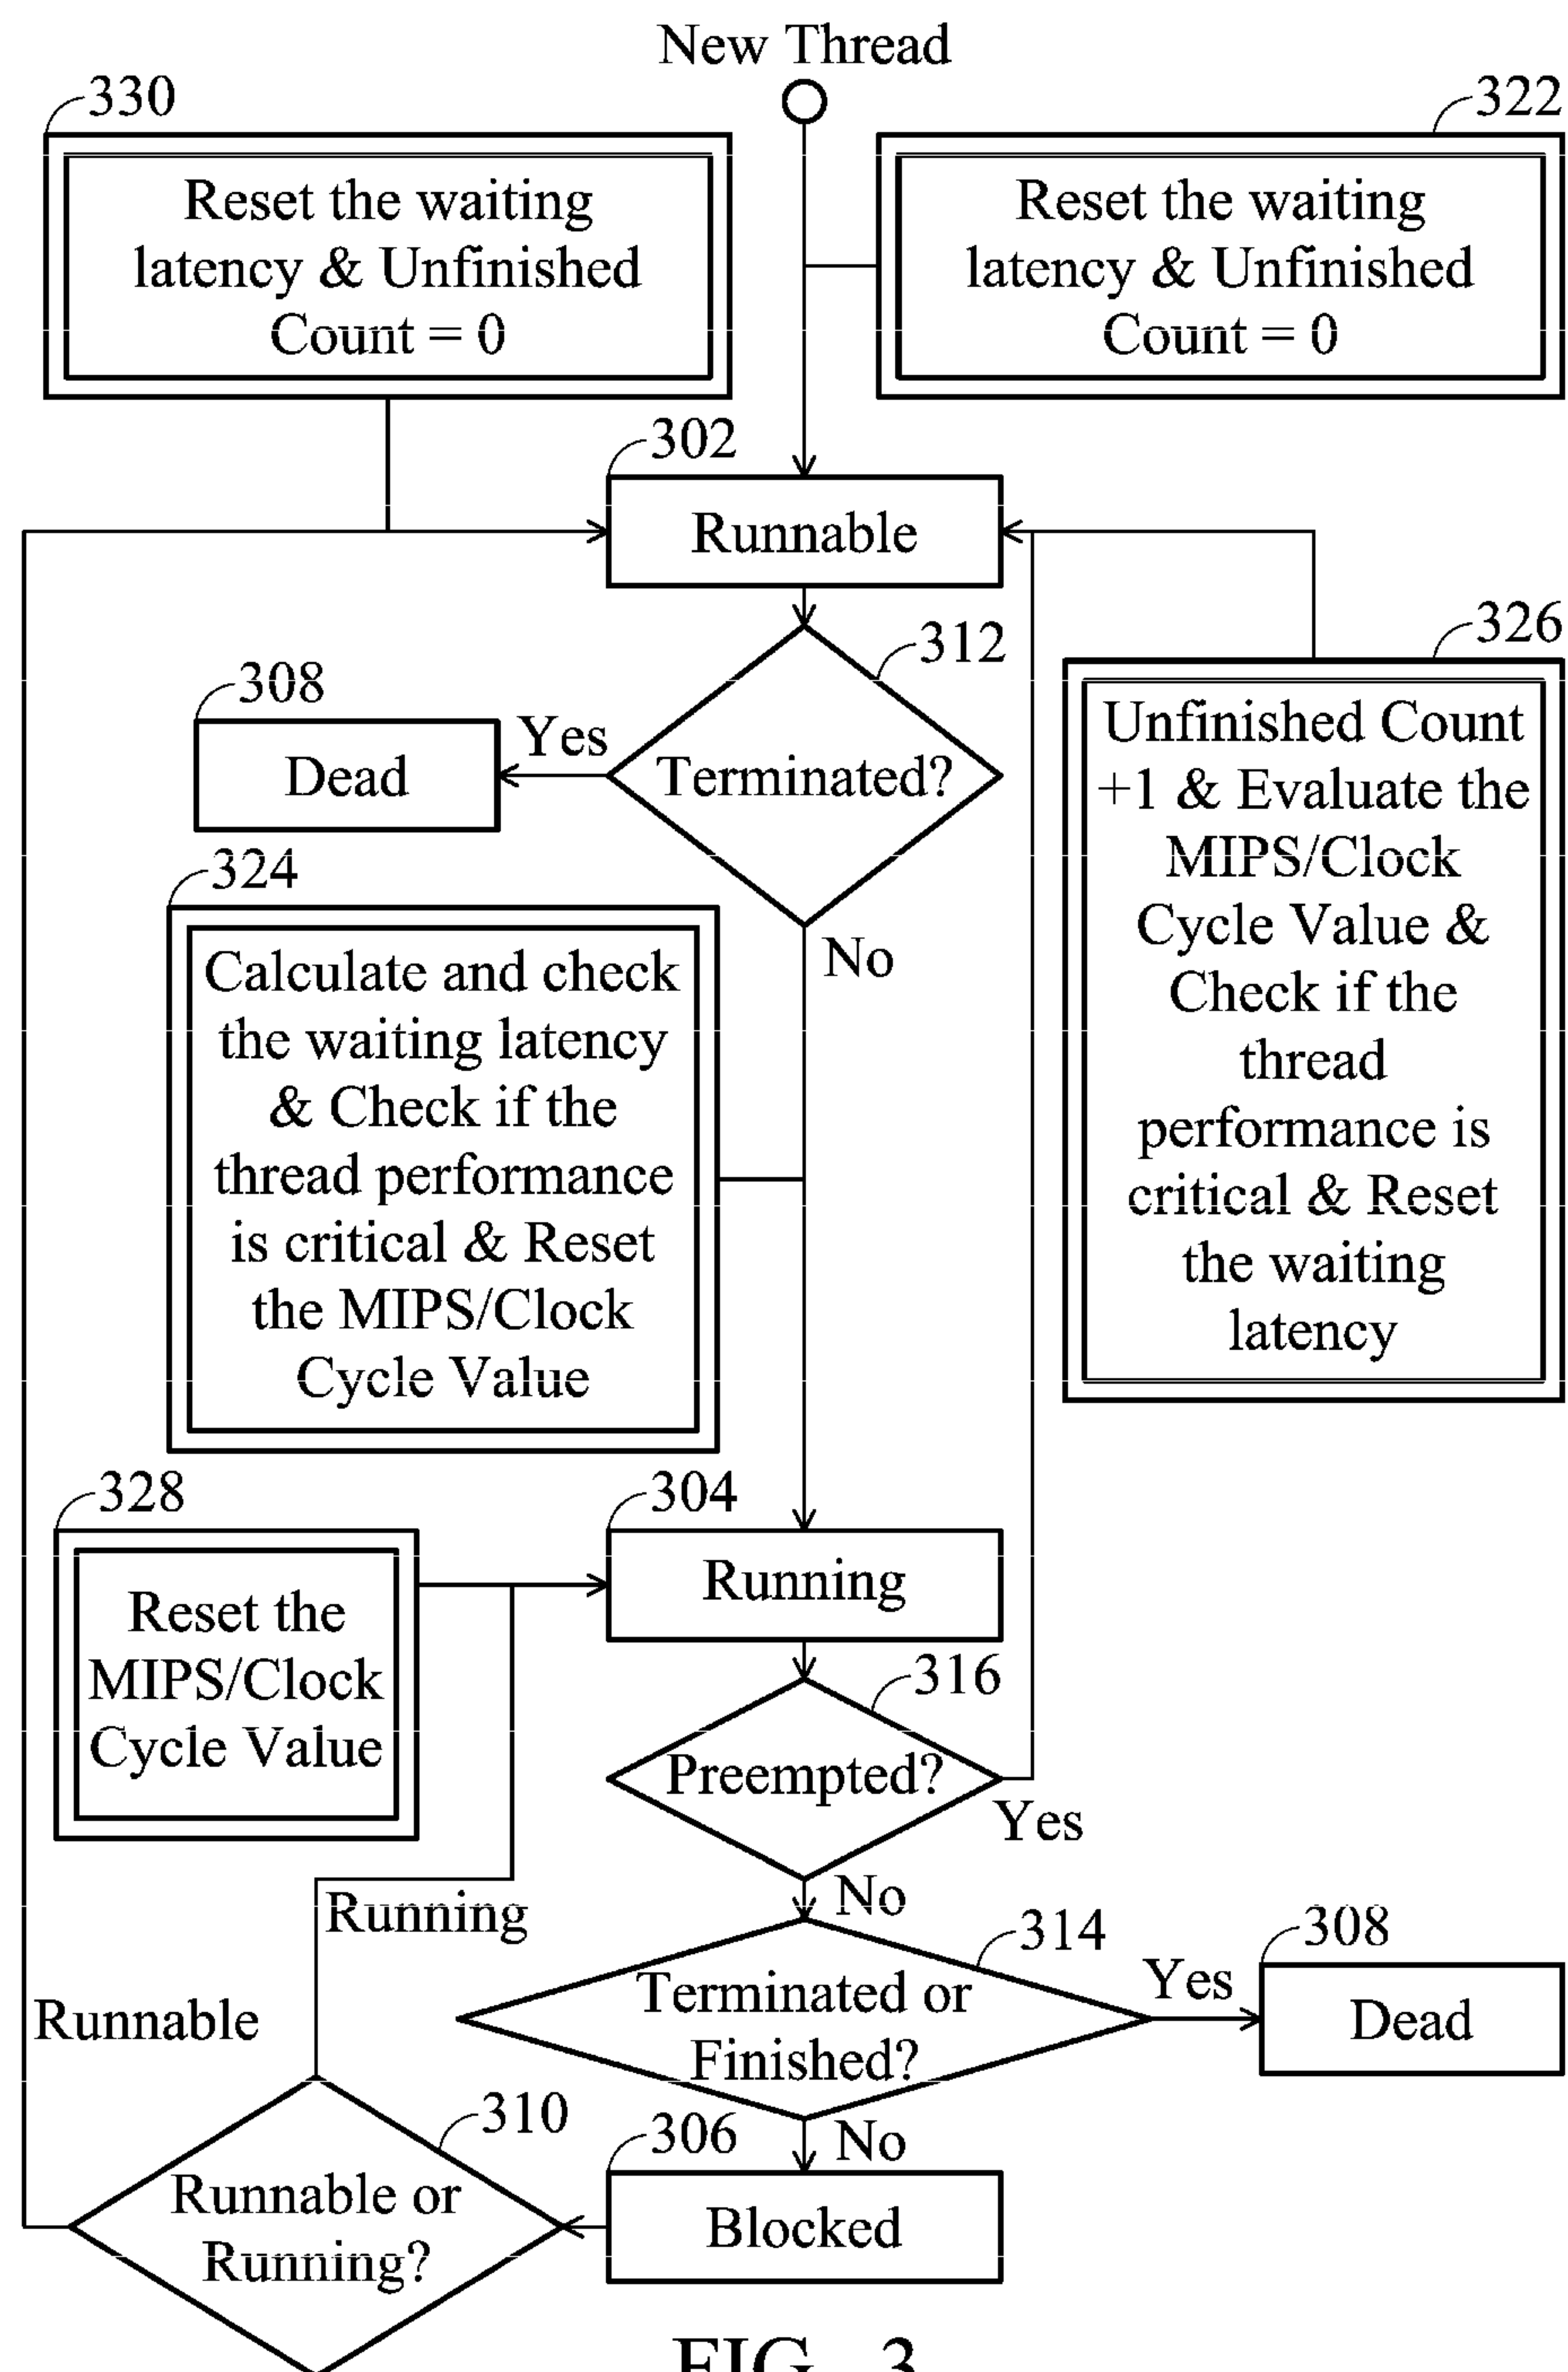 New Thread
330
Reset the waiting
latency & Unfinished
Count = 0
322
Reset the waiting
latency & Unfinished
Count = 0
302
Runnable
312
Terminated?
308
Yes
Dead
No
326
Unfinished Count
+1 & Evaluate the
MIPS/Clock
Cycle Value &
Check if the
thread
performance is
critical & Reset
the waiting
latency
324
Calculate and check
the waiting latency
& Check if the
thread performance
is critical & Reset
the MIPS/Clock
Cycle Value
328
Reset the
MIPS/Clock
Cycle Value
304
Running
316
Preempted?
Yes
No
Running
314
Terminated or
Finished?
Yes
308
Dead
Runnable
310
Runnable or
Running?
No
306
Blocked
FIG. 3